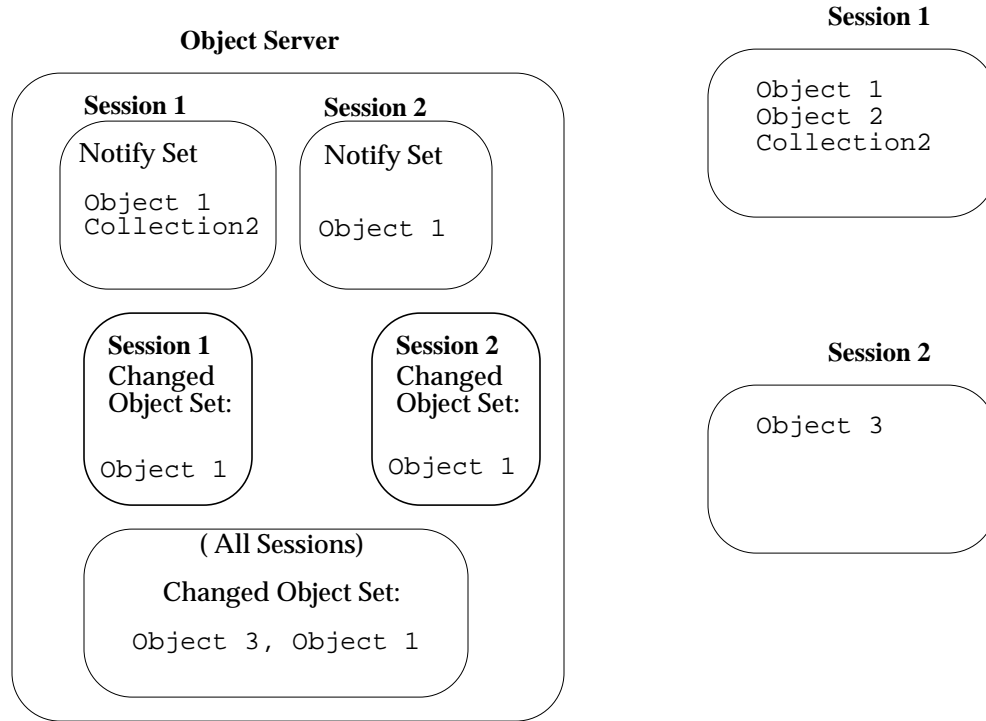 Object Server
Session 1
Notify Set
Object 1
Collection2
Session 2
Notify Set
Object 1
Session 1
Changed
Object Set:
Object 1
Session 2
Changed
Object Set:
Object 1
( All Sessions)
Changed Object Set:
Object 3, Object 1
Session 1
Object 1
Object 2
Collection2
Session 2
Object 3